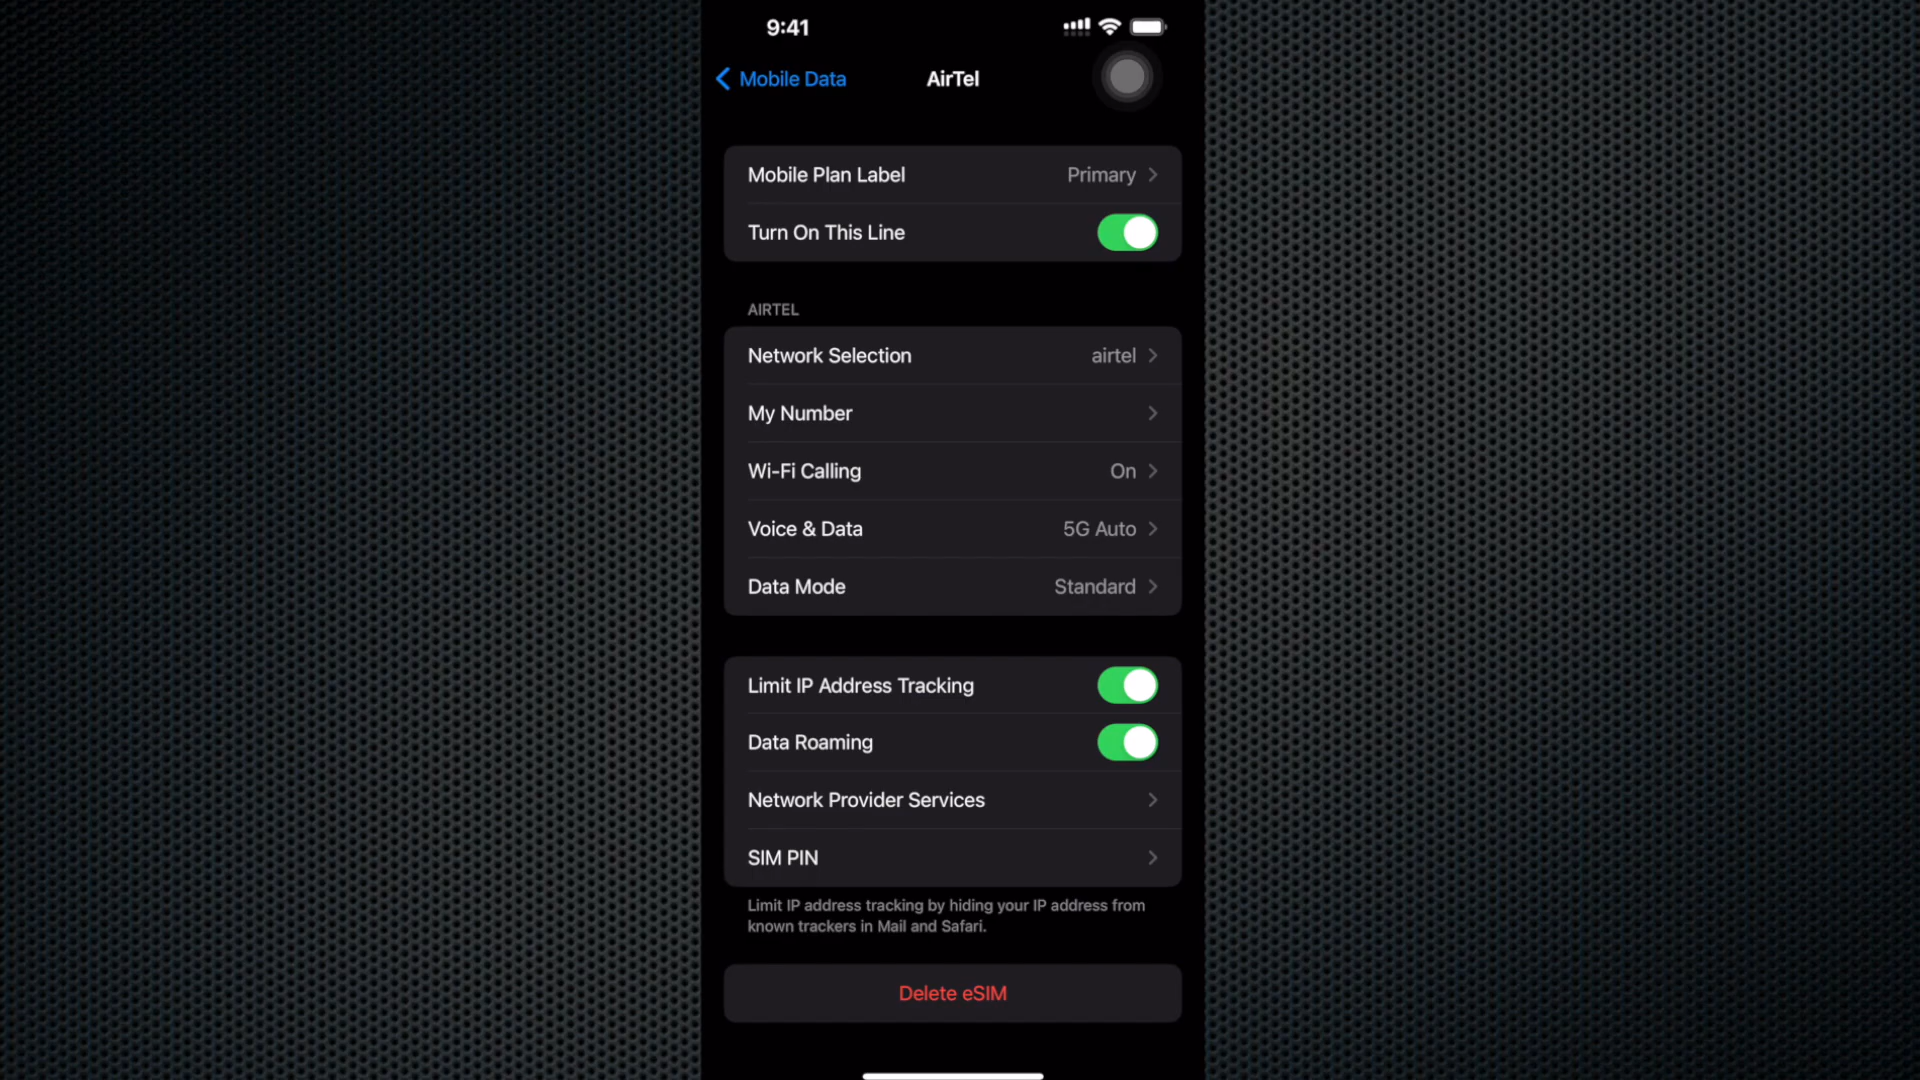 9:41
Mobile Data
AirTel
Mobile Plan Label Primary
Turn On This Line
AIRTEL
Network Selection airtel
My Number
Wi-Fi Calling On
Voice & Data 5G Auto
Data Mode Standard
Limit IP Address Tracking
Data Roaming
Network Provider Services
SIM PIN
Limit IP address tracking by hiding your IP address from
known trackers in Mail and Safari.
Delete eSIM